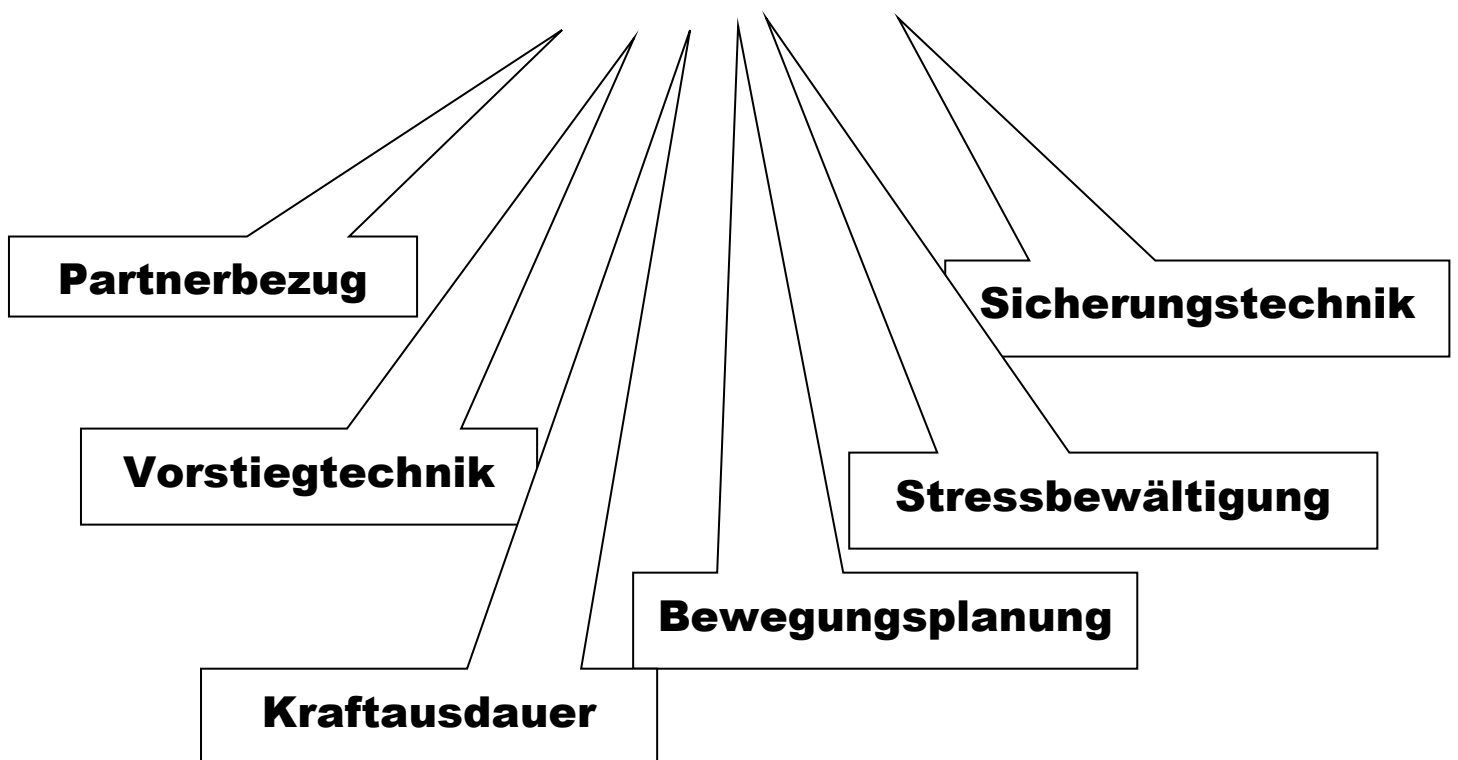 Partnerbezug
Sicherungstechnik
Vorstiegtechnik
Stressbewältigung
Bewegungsplanung
Kraftausdauer